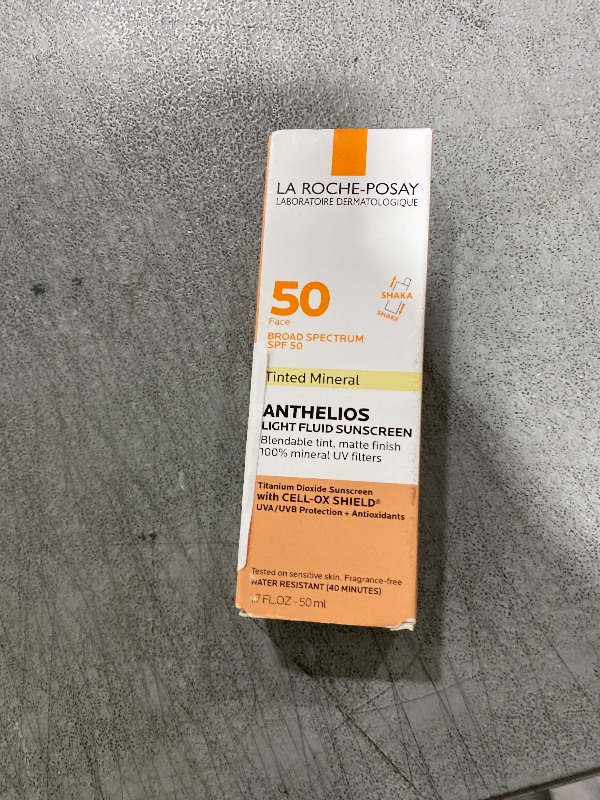 LA ROCHE-POSAY
LABORATOIRE DERMATOLOGIQUE
50
Face
SHAKA
SHAKE
BROAD SPECTRUM
SPF 50
Tinted Mineral
ANTHELIOS
LIGHT FLUID SUNSCREEN
Blendable tint, matte finish
100% mineral UV filters
Titanium Dioxide Sunscreen
with CELL-OX SHIELD®
UVA/UVB Protection + Antioxidants
Tested on sensitive skin. Fragrance-free
WATER RESISTANT (40 MINUTES)
.7 FL.OZ - 50 ml